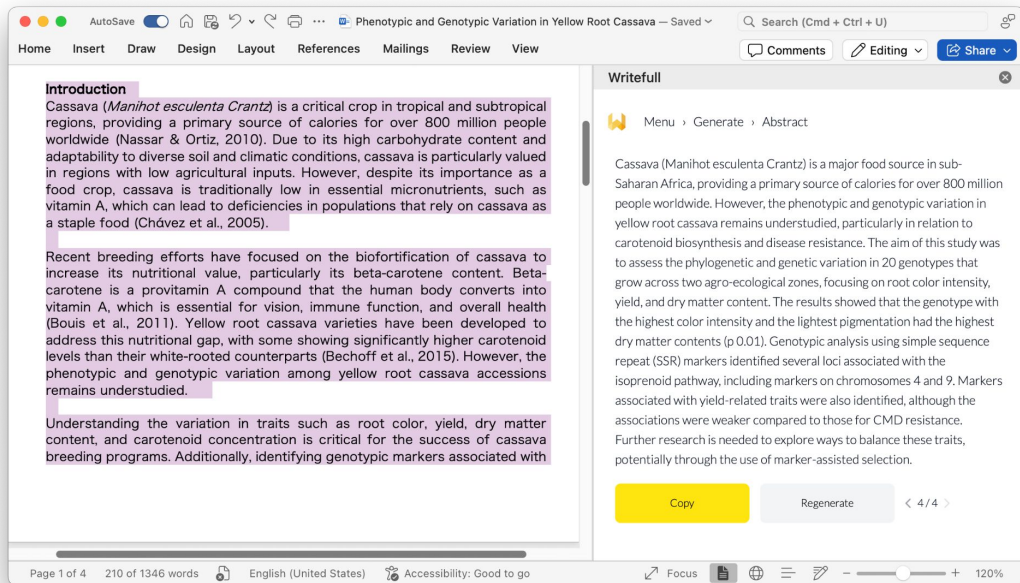 AutoSave
Phenotypic and Genotypic Variation in Yellow Root Cassava — Saved
Search (Cmd + Ctrl + U)
Home Insert Draw Design Layout References Mailings Review View
Comments Editing Share
Introduction
Cassava (Manihot esculenta Crantz) is a critical crop in tropical and subtropical
regions, providing a primary source of calories for over 800 million people
worldwide (Nassar & Ortiz, 2010). Due to its high carbohydrate content and
adaptability to diverse soil and climatic conditions, cassava is particularly valued
in regions with low agricultural inputs. However, despite its importance as a
food crop, cassava is traditionally low in essential micronutrients, such as
vitamin A, which can lead to deficiencies in populations that rely on cassava as
a staple food (Chávez et al., 2005).
Recent breeding efforts have focused on the biofortification of cassava to
increase its nutritional value, particularly its beta-carotene content. Beta-
carotene is a provitamin A compound that the human body converts into
vitamin A, which is essential for vision, immune function, and overall health
(Bouis et al., 2011). Yellow root cassava varieties have been developed to
address this nutritional gap, with some showing significantly higher carotenoid
levels than their white-rooted counterparts (Bechoff et al., 2015). However, the
phenotypic and genotypic variation among yellow root cassava accessions
remains understudied.
Understanding the variation in traits such as root color, yield, dry matter
content, and carotenoid concentration is critical for the success of cassava
breeding programs. Additionally, identifying genotypic markers associated with
Writefull
Menu › Generate › Abstract
Cassava (Manihot esculenta Crantz) is a major food source in sub-
Saharan Africa, providing a primary source of calories for over 800 million
people worldwide. However, the phenotypic and genotypic variation in
yellow root cassava remains understudied, particularly in relation to
carotenoid biosynthesis and disease resistance. The aim of this study was
to assess the phylogenetic and genetic variation in 20 genotypes that
grow across two agro-ecological zones, focusing on root color intensity,
yield, and dry matter content. The results showed that the genotype with
the highest color intensity and the lightest pigmentation had the highest
dry matter contents (p 0.01). Genotypic analysis using simple sequence
repeat (SSR) markers identified several loci associated with the
isoprenoid pathway, including markers on chromosomes 4 and 9. Markers
associated with yield-related traits were also identified, although the
associations were weaker compared to those for CMD resistance.
Further research is needed to explore ways to balance these traits,
potentially through the use of marker-assisted selection.
Copy Regenerate < 4/4 >
Page 1 of 4 210 of 1346 words English (United States) Accessibility: Good to go Focus 120%